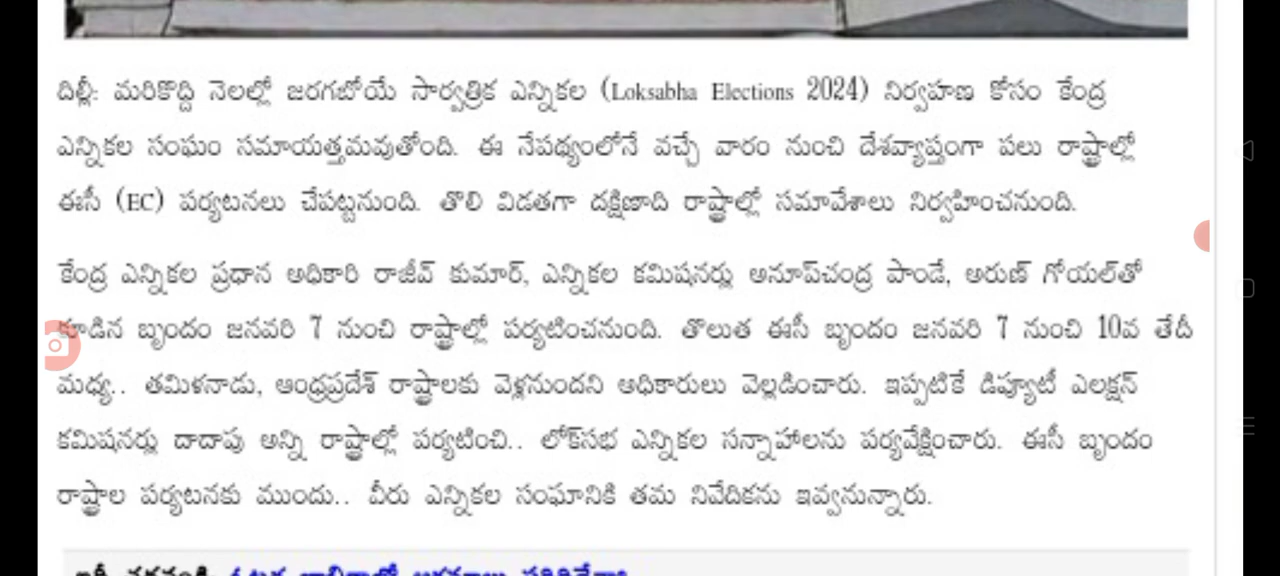 దిల్లీ: మరికొద్ది నెలల్లో జరగబోయే సార్వత్రిక ఎన్నికల (Loksabha Elections 2024) నిర్వహణ కోసం కేంద్ర
ఎన్నికల సంఘం సమాయత్తమవుతోంది. ఈ నేపథ్యంలోనే వచ్చే వారం నుంచి దేశవ్యాప్తంగా పలు రాష్ట్రాల్లో
ఈసీ (EC) పర్యటనలు చేపట్టనుంది. తొలి విడతగా దక్షిణాది రాష్ట్రాల్లో సమావేశాలు నిర్వహించనుంది.
కేంద్ర ఎన్నికల ప్రధాన అధికారి రాజీవ్ కుమార్, ఎన్నికల కమిషనర్లు అనూప్‌చంద్ర పాండే, అరుణ్ గోయల్‌తో
కూడిన బృందం జనవరి 7 నుంచి రాష్ట్రాల్లో పర్యటించనుంది. తొలుత ఈసీ బృందం జనవరి 7 నుంచి 10వ తేదీ
మధ్య.. తమిళనాడు, ఆంధ్రప్రదేశ్ రాష్ట్రాలకు వెళ్లనుందని అధికారులు వెల్లడించారు. ఇప్పటికే డిప్యూటీ ఎలక్షన్
కమిషనర్లు దాదాపు అన్ని రాష్ట్రాల్లో పర్యటించి.. లోక్‌సభ ఎన్నికల సన్నాహాలను పర్యవేక్షించారు. ఈసీ బృందం
రాష్ట్రాల పర్యటనకు ముందు.. వీరు ఎన్నికల సంఘానికి తమ నివేదికను ఇవ్వనున్నారు.